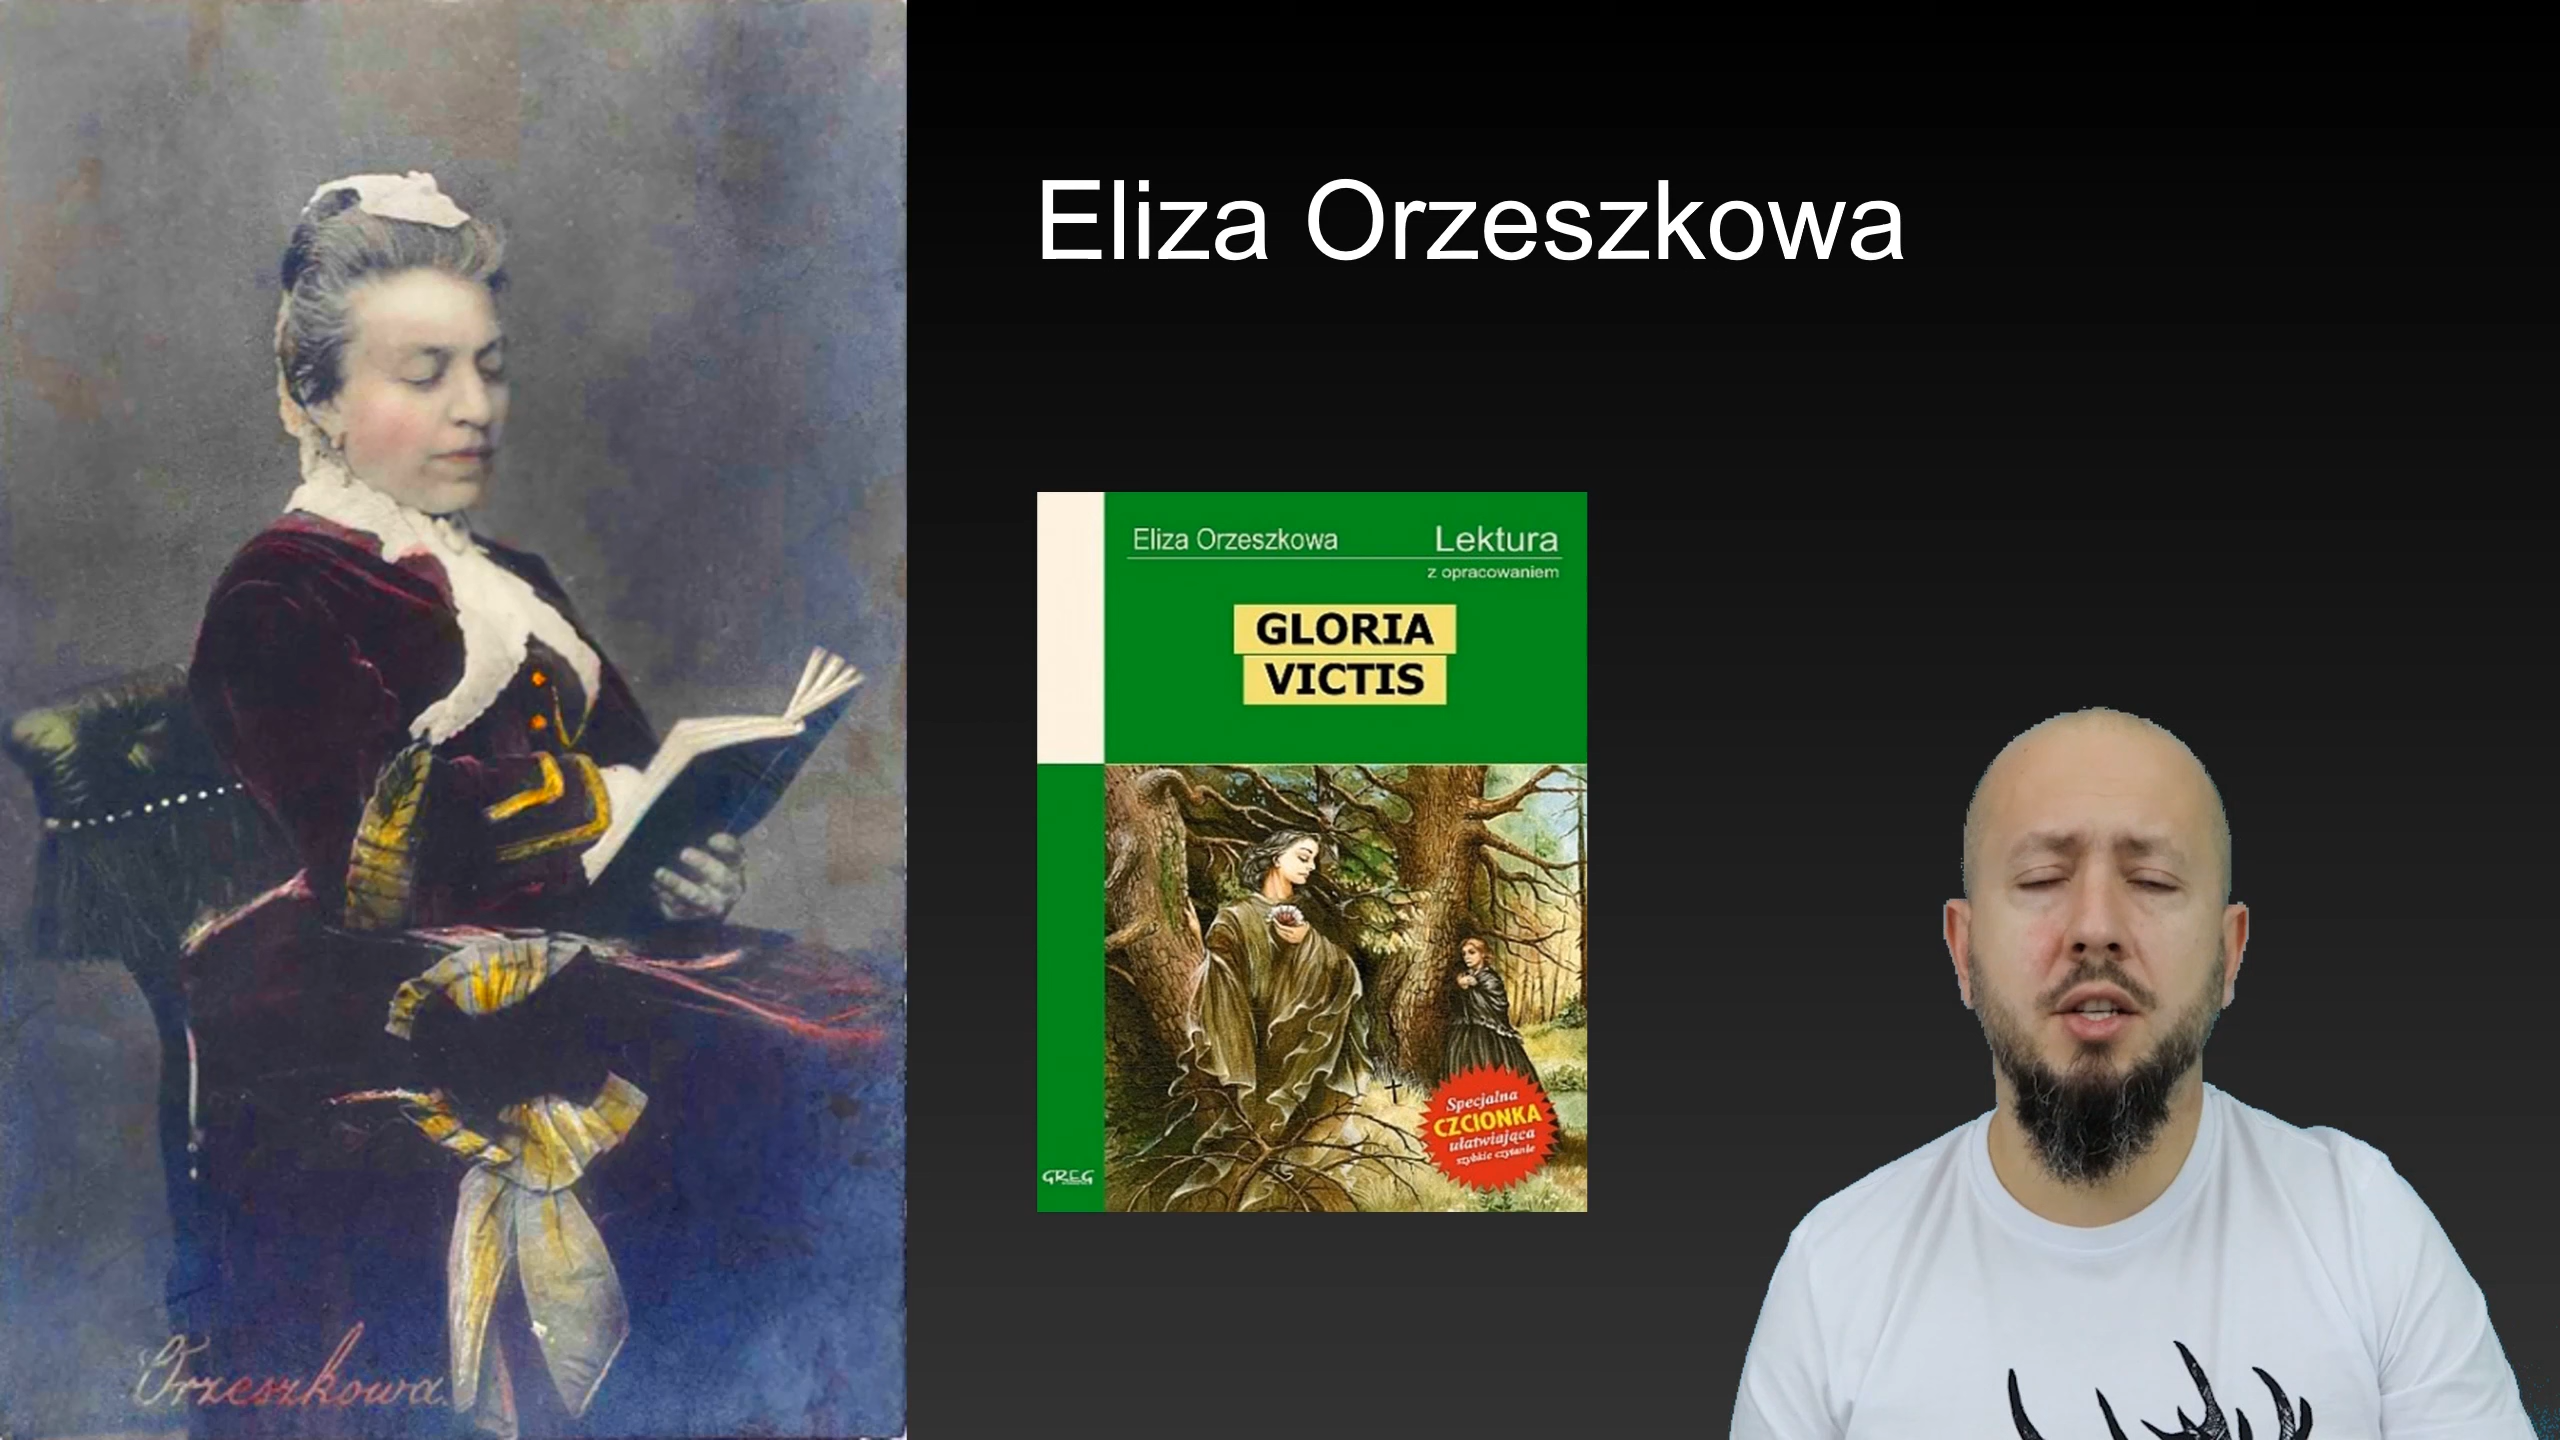 Eliza Orzeszkowa
Eliza Orzeszkowa
Lektura
z opracowaniem
GLORIA
VICTIS
Specjalna
CZCIONKA
ułatwiająca
szybkie czytanie
GREG
Orzeszkowa.